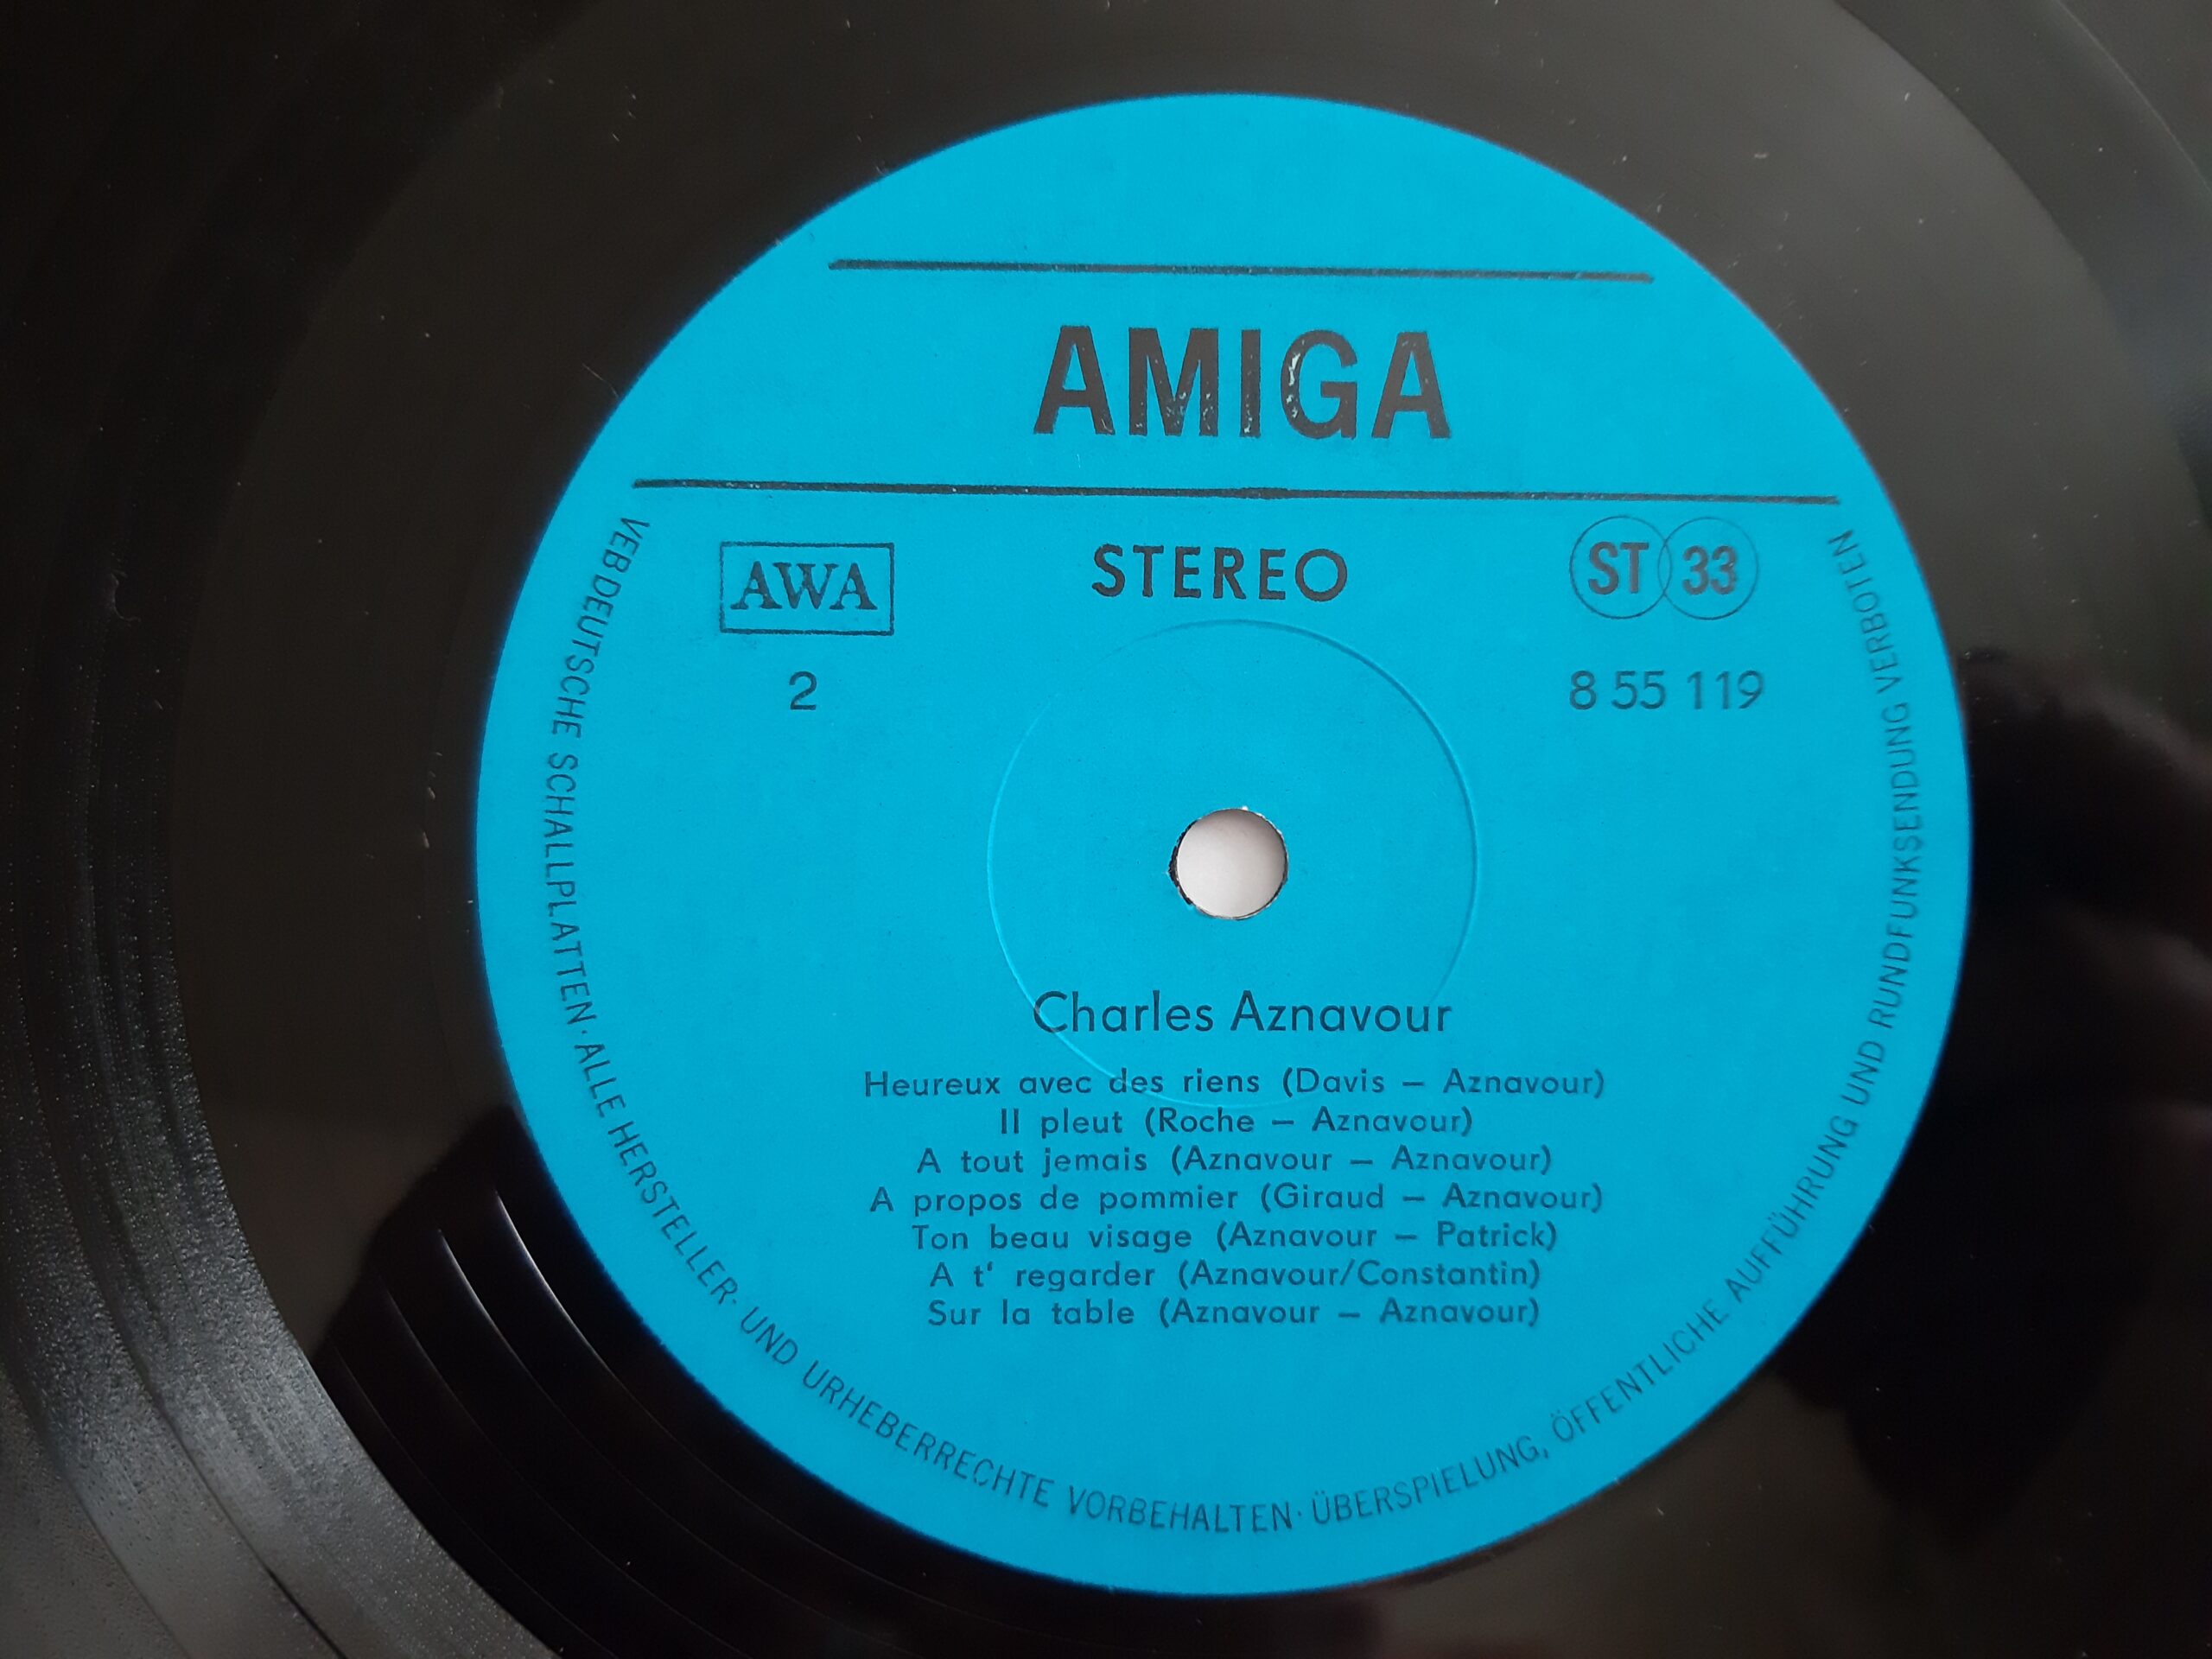 AMIGA
AWA
STEREO
ST 33
2
8 55 119
Charles Aznavour
Heureux avec des riens (Davis – Aznavour)
Il pleut (Roche – Aznavour)
A tout jemais (Aznavour – Aznavour)
A propos de pommier (Giraud – Aznavour)
Ton beau visage (Aznavour – Patrick)
A t' regarder (Aznavour/Constantin)
Sur la table (Aznavour – Aznavour)
VEB DEUTSCHE SCHALLPLATTEN · ALLE HERSTELLER- UND URHEBERRECHTE VORBEHALTEN · ÜBERSPIELUNG, ÖFFENTLICHE AUFFÜHRUNG UND RUNDFUNKSENDUNG VERBOTEN